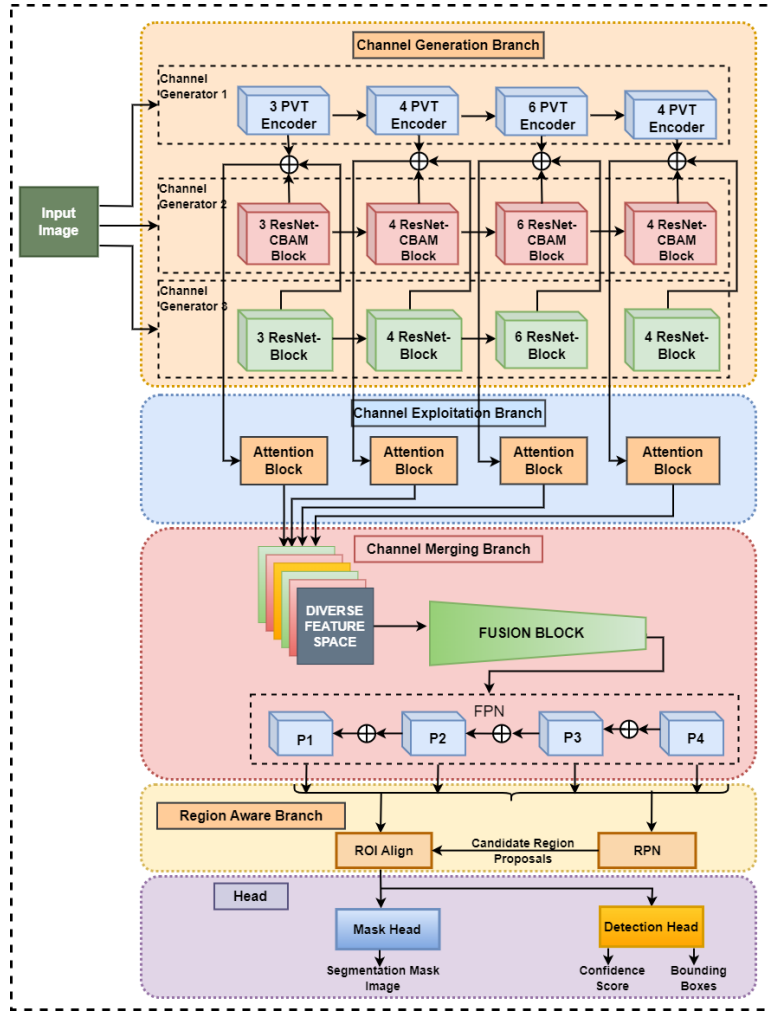 Channel Generation Branch
Channel
Generator 1
3 PVT
Encoder
4 PVT
Encoder
6 PVT
Encoder
4 PVT
Encoder
Input
Image
Channel
Generator 2
3 ResNet-
CBAM
Block
4 ResNet-
CBAM
Block
6 ResNet-
CBAM
Block
4 ResNet-
CBAM
Block
Channel
Generator 3
3 ResNet-
Block
4 ResNet-
Block
6 ResNet-
Block
4 ResNet-
Block
Channel Exploitation Branch
Attention
Block
Attention
Block
Attention
Block
Attention
Block
Channel Merging Branch
DIVERSE
FEATURE
SPACE
FUSION BLOCK
FPN
P1
P2
P3
P4
Region Aware Branch
ROI Align
Candidate Region
Proposals
RPN
Head
Mask Head
Detection Head
Segmentation Mask
Image
Confidence
Score
Bounding
Boxes